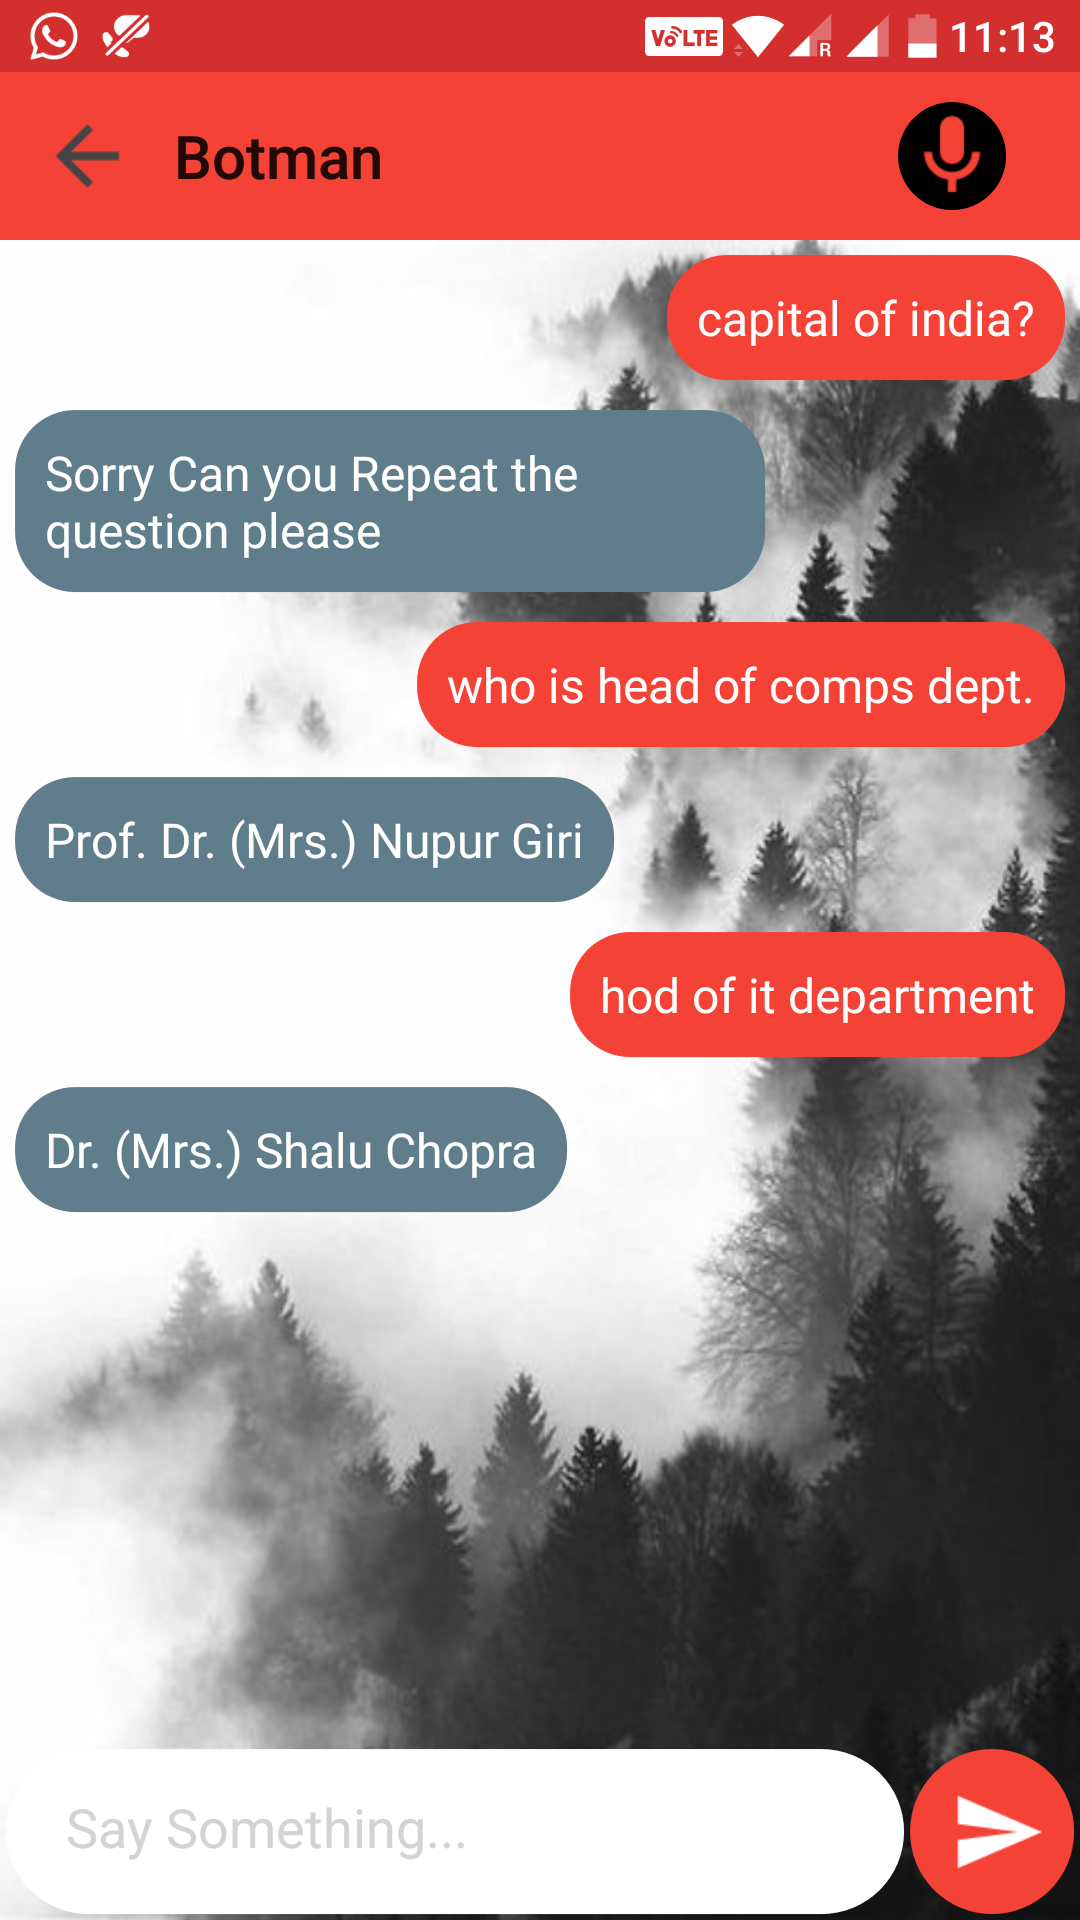 VoLTE R 11:13
Botman
capital of india?
Sorry Can you Repeat the
question please
who is head of comps dept.
Prof. Dr. (Mrs.) Nupur Giri
hod of it department
Dr. (Mrs.) Shalu Chopra
Say Something...